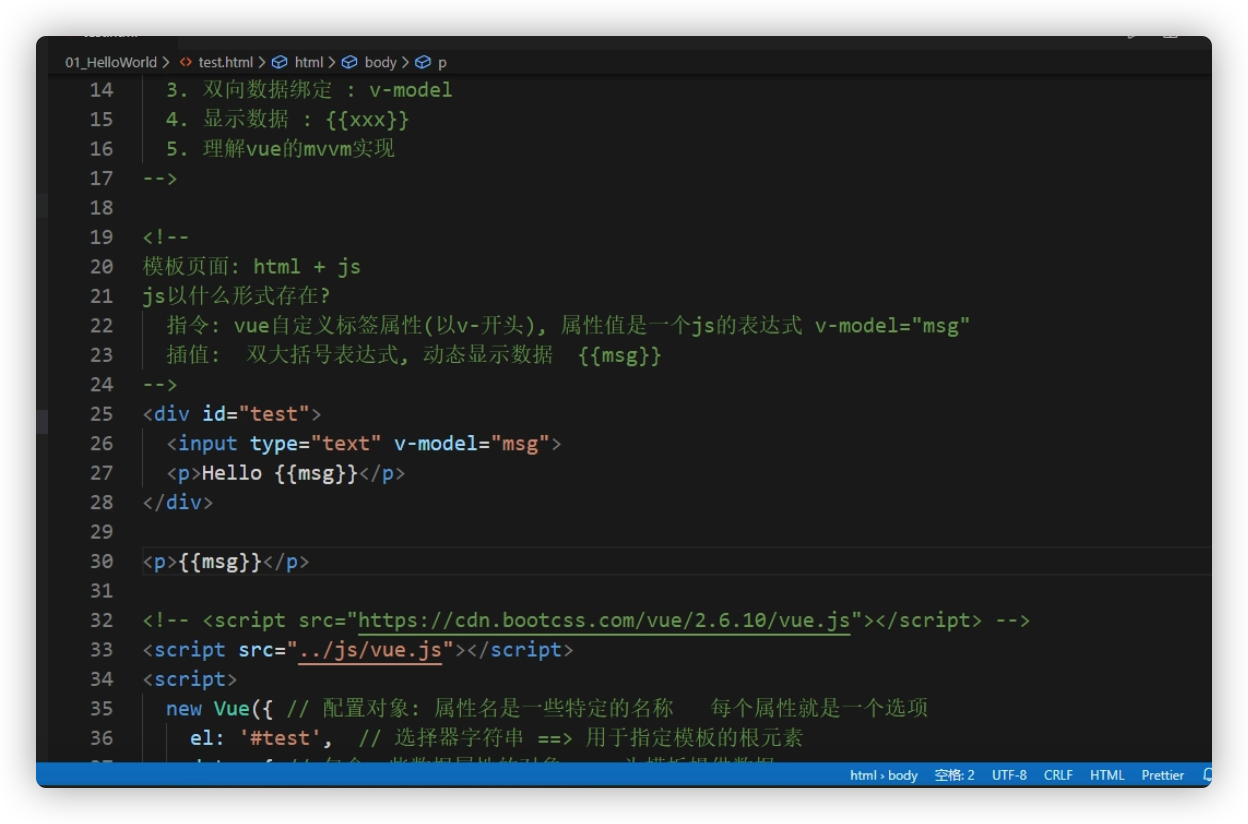 01_HelloWorld > <> test.html > html > body > p
14 3. 双向数据绑定 : v-model
15 4. 显示数据 : {{xxx}}
16 5. 理解vue的mvvm实现
17 -->
18
19 <!--
20 模板页面: html + js
21 js以什么形式存在?
22 指令: vue自定义标签属性(以v-开头), 属性值是一个js的表达式 v-model="msg"
23 插值: 双大括号表达式, 动态显示数据 {{msg}}
24 -->
25 <div id="test">
26 <input type="text" v-model="msg">
27 <p>Hello {{msg}}</p>
28 </div>
29
30 <p>{{msg}}</p>
31
32 <!-- <script src="https://cdn.bootcss.com/vue/2.6.10/vue.js"></script> -->
33 <script src="../js/vue.js"></script>
34 <script>
35 new Vue({ // 配置对象: 属性名是一些特定的名称 每个属性就是一个选项
36 el: '#test', // 选择器字符串 ==> 用于指定模板的根元素
html › body 空格: 2 UTF-8 CRLF HTML Prettier